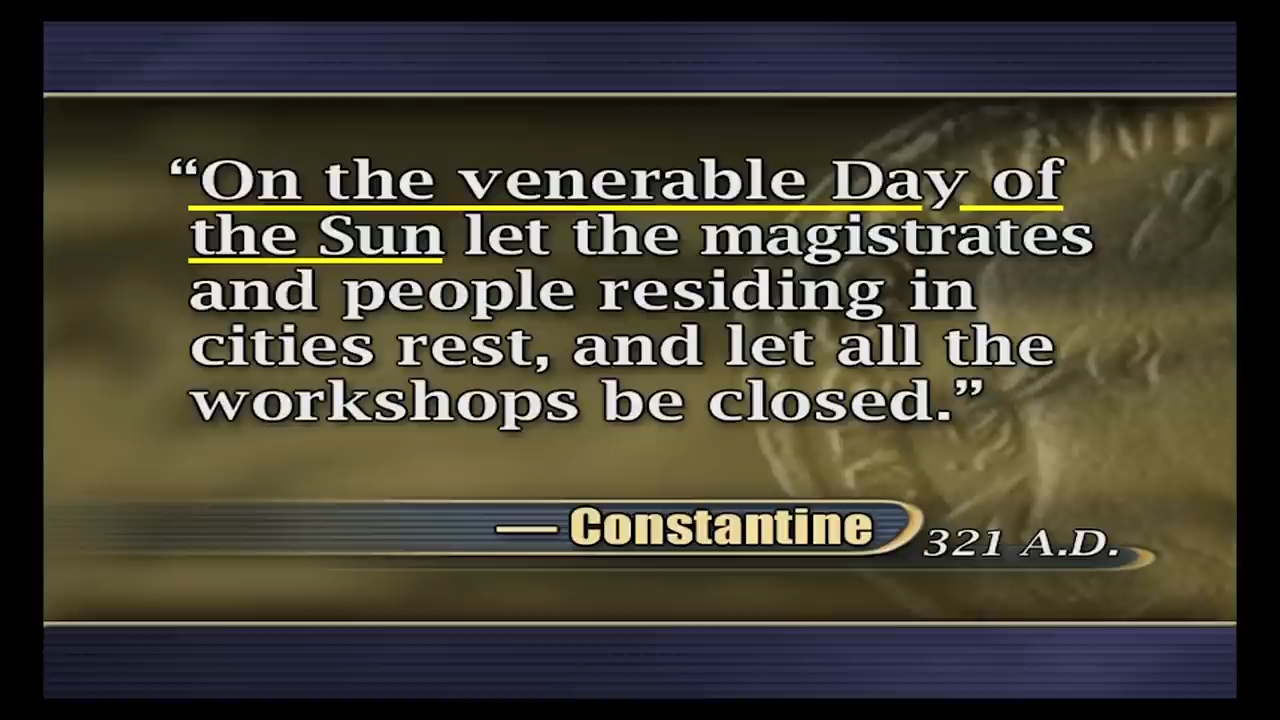 “On the venerable Day of
the Sun let the magistrates
and people residing in
cities rest, and let all the
workshops be closed.”
— Constantine
321 A.D.